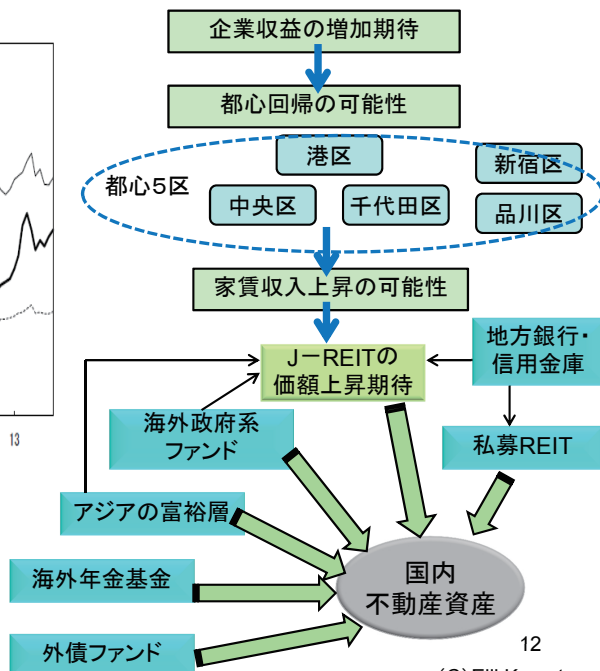 企業収益の増加期待
都心回帰の可能性
港区
新宿区
都心5区
中央区
千代田区
品川区
家賃収入上昇の可能性
J－REITの
価額上昇期待
地方銀行・
信用金庫
13
海外政府系
ファンド
私募REIT
アジアの富裕層
海外年金基金
国内
不動産資産
外債ファンド
12